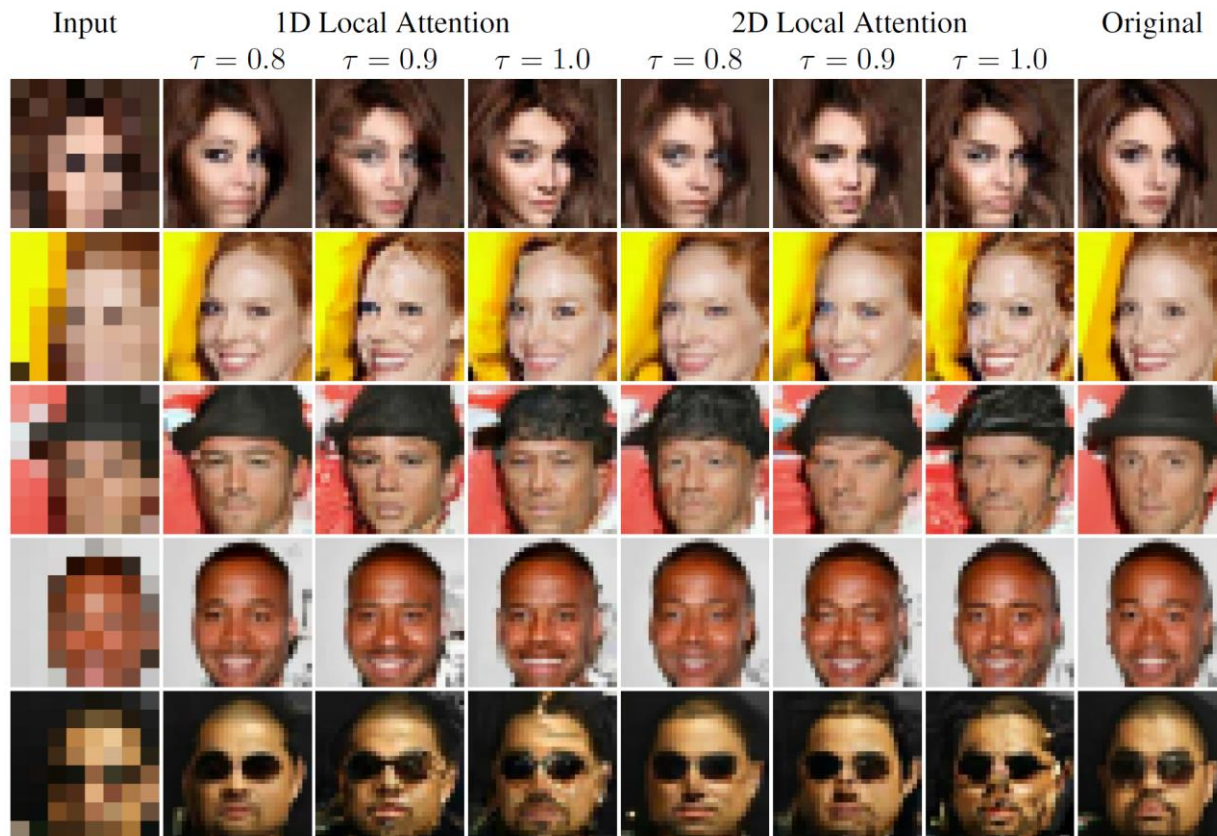 Input 1D Local Attention 2D Local Attention Original
τ = 0.8 τ = 0.9 τ = 1.0 τ = 0.8 τ = 0.9 τ = 1.0